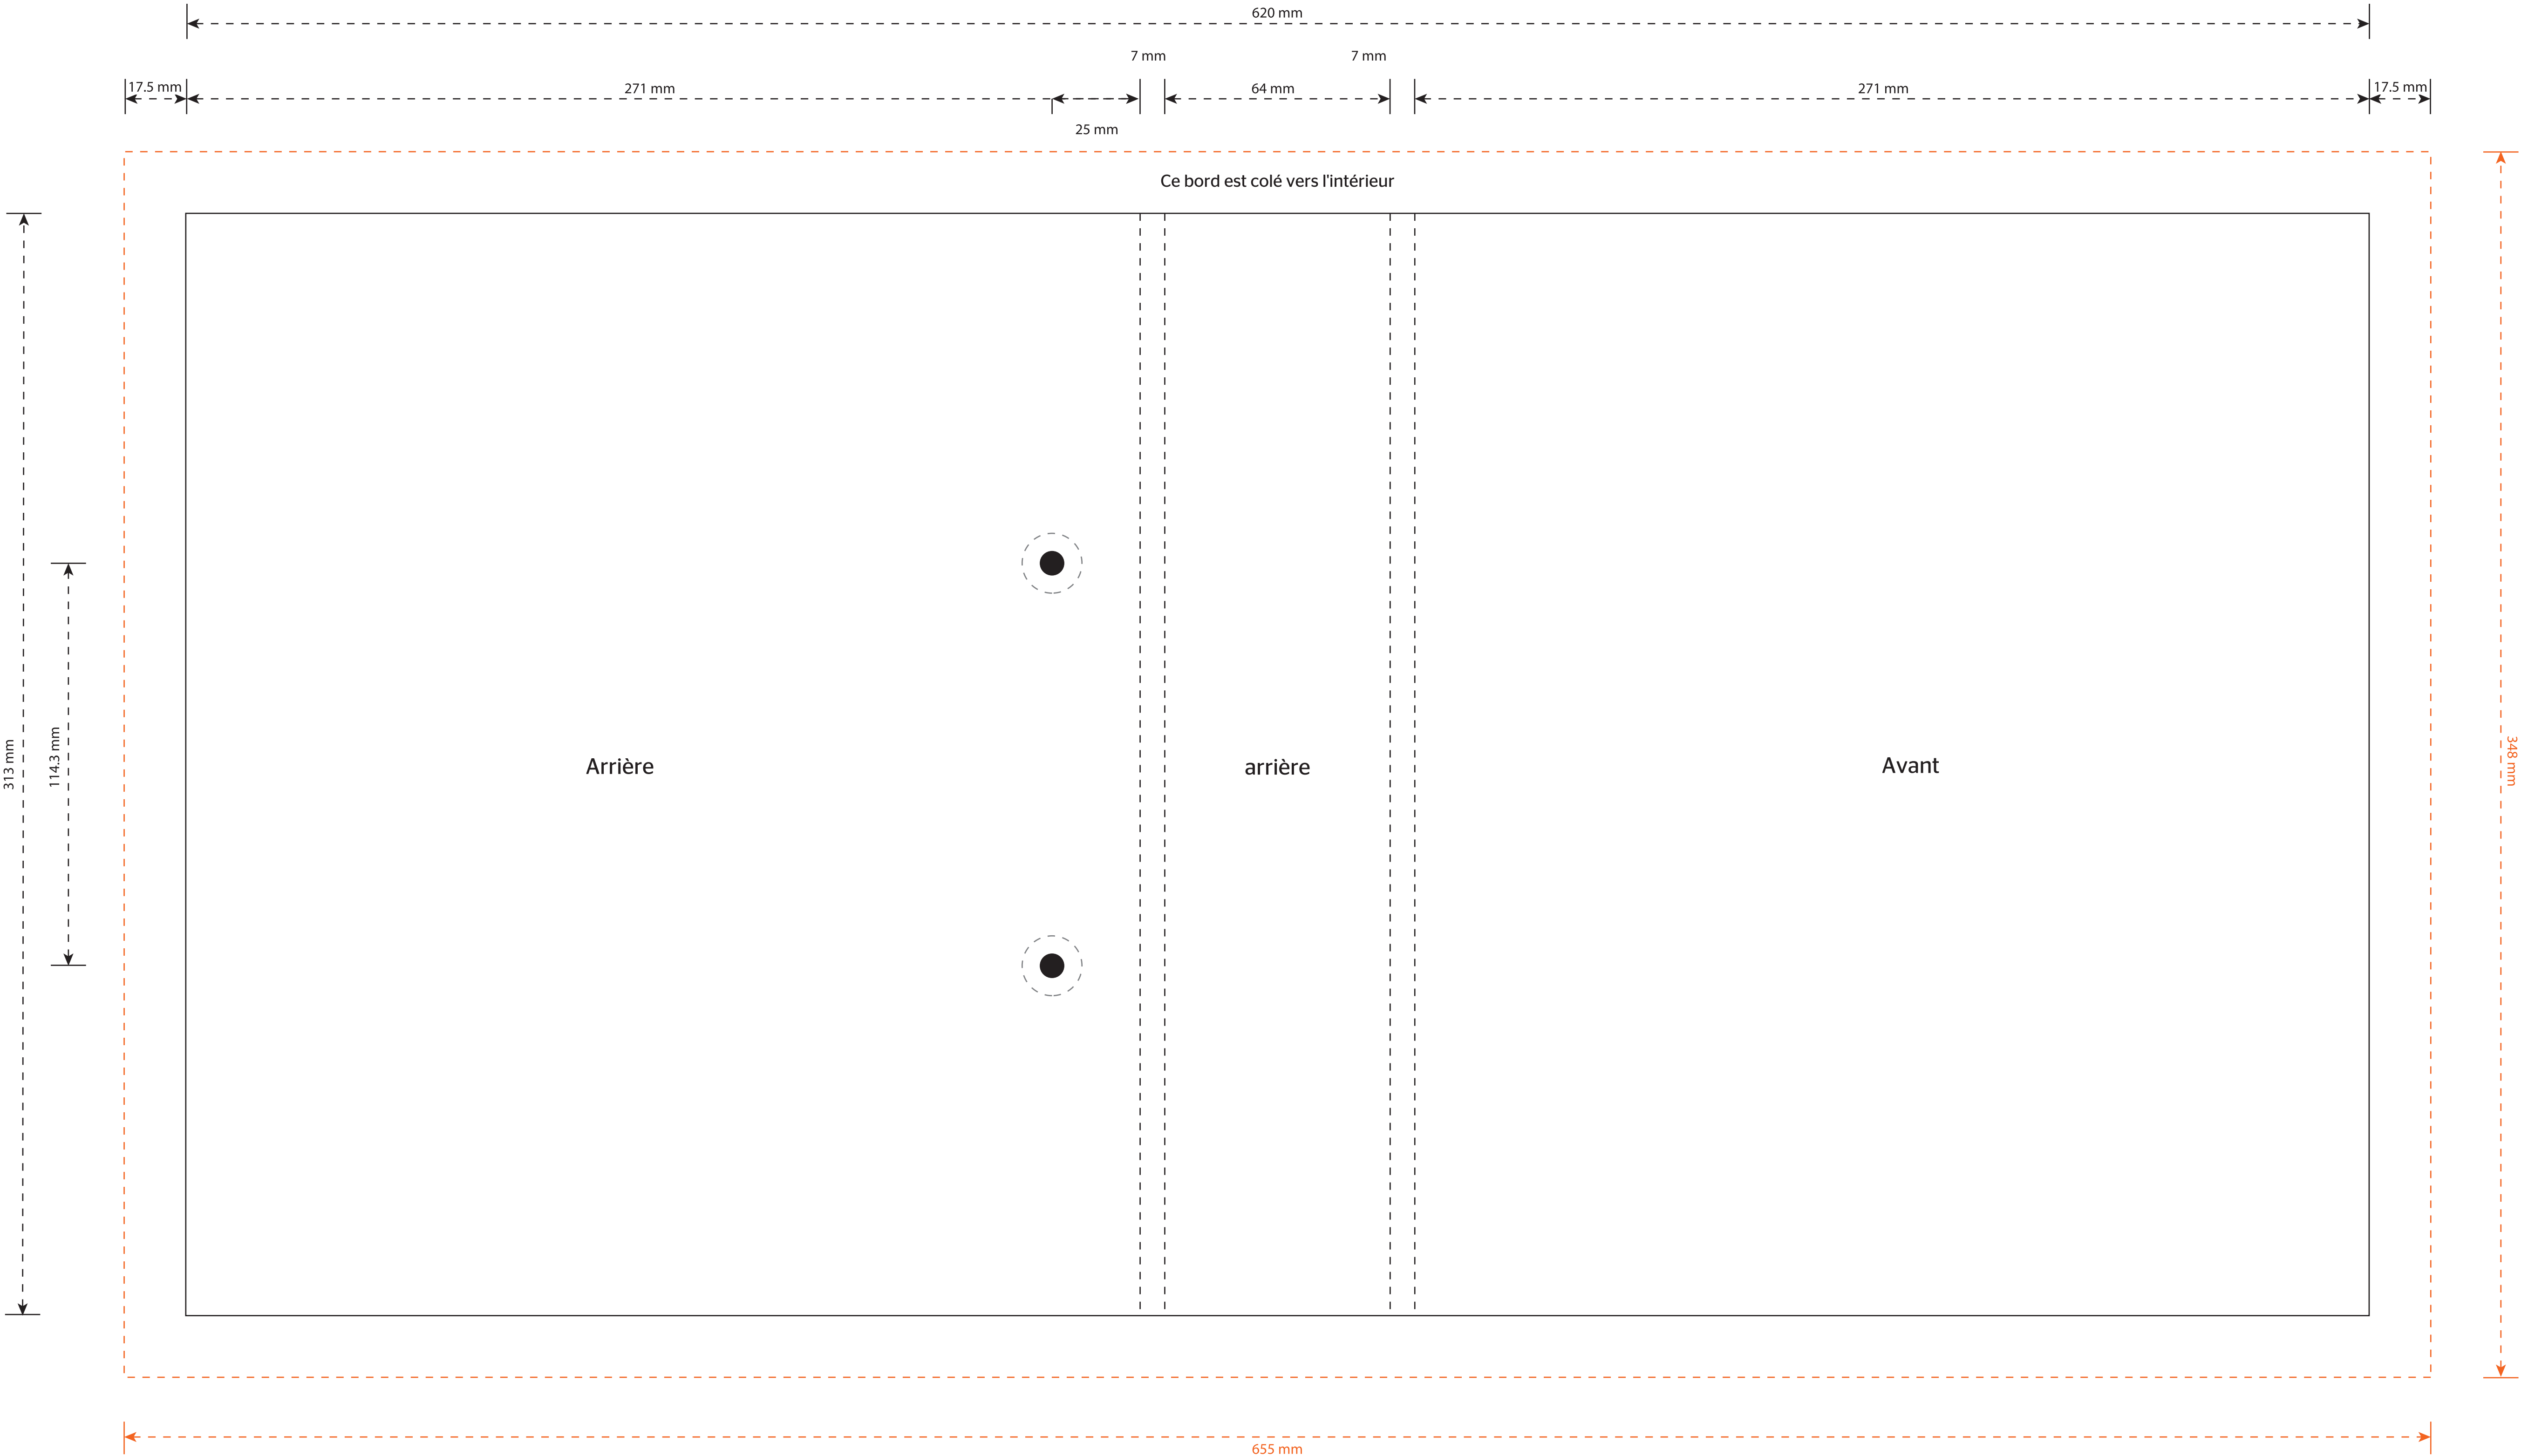 620 mm
7 mm
7 mm
17.5 mm
271 mm
64 mm
271 mm
17.5 mm
25 mm
Ce bord est colé vers l'intérieur
313 mm
114.3 mm
Arrière
arrière
Avant
348 mm
655 mm